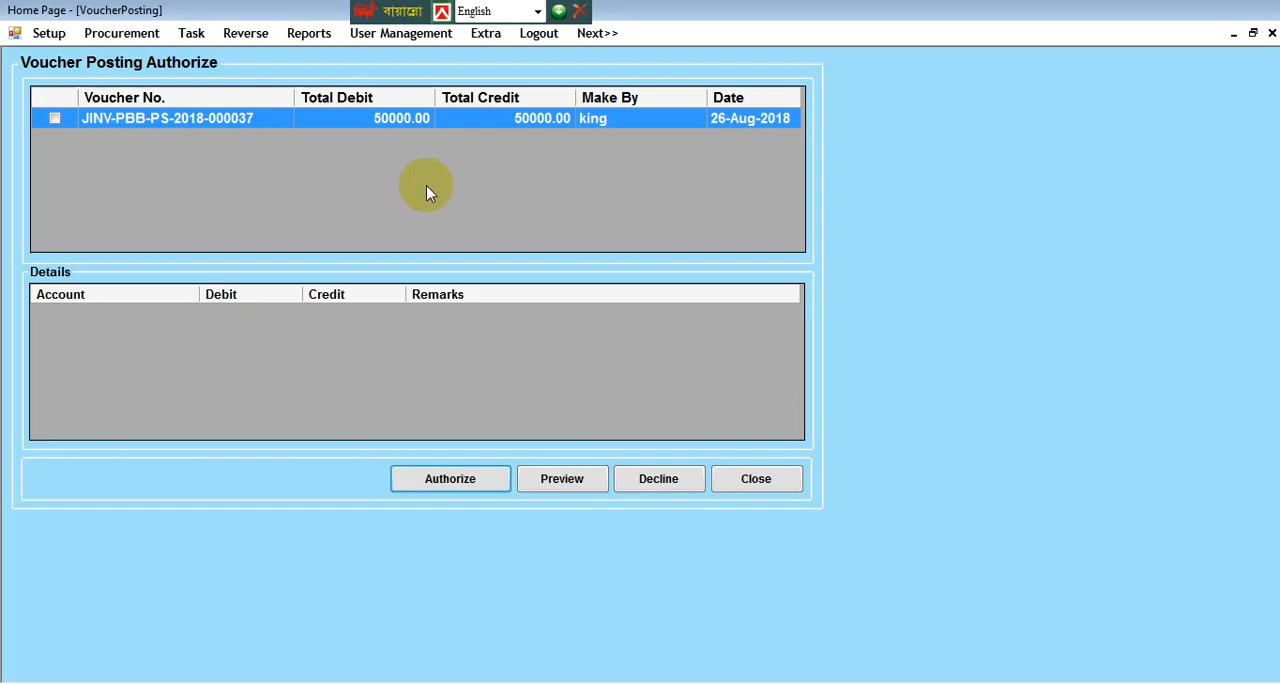 Home Page - [VoucherPosting]
বায়ান্নো English
Setup Procurement Task Reverse Reports User Management Extra Logout Next>>
Voucher Posting Authorize
Voucher No. Total Debit Total Credit Make By Date
JINV-PBB-PS-2018-000037 50000.00 50000.00 king 26-Aug-2018
Details
Account Debit Credit Remarks
Authorize Preview Decline Close